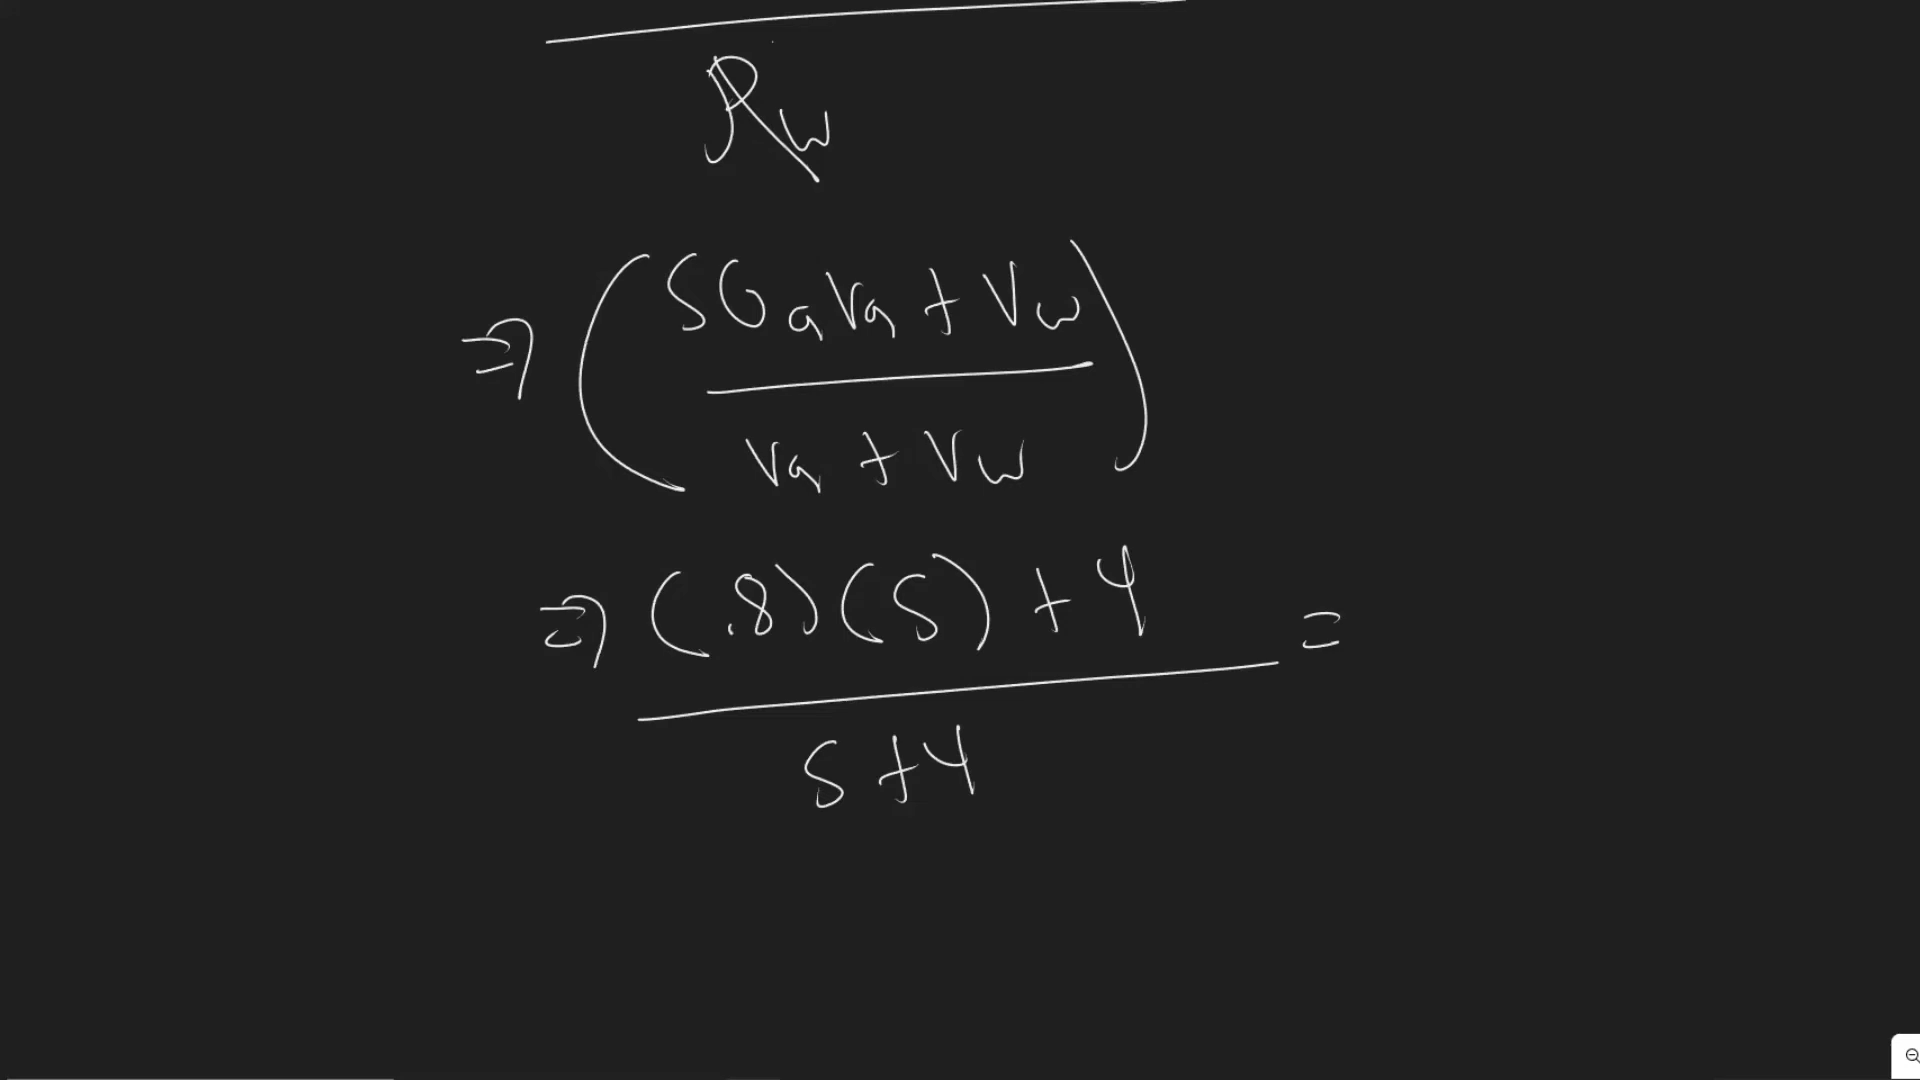 ρw
⇒ (SGaVa + Vw)
Va + Vw
⇒ (.8)(5) + 4 =
5 + 4